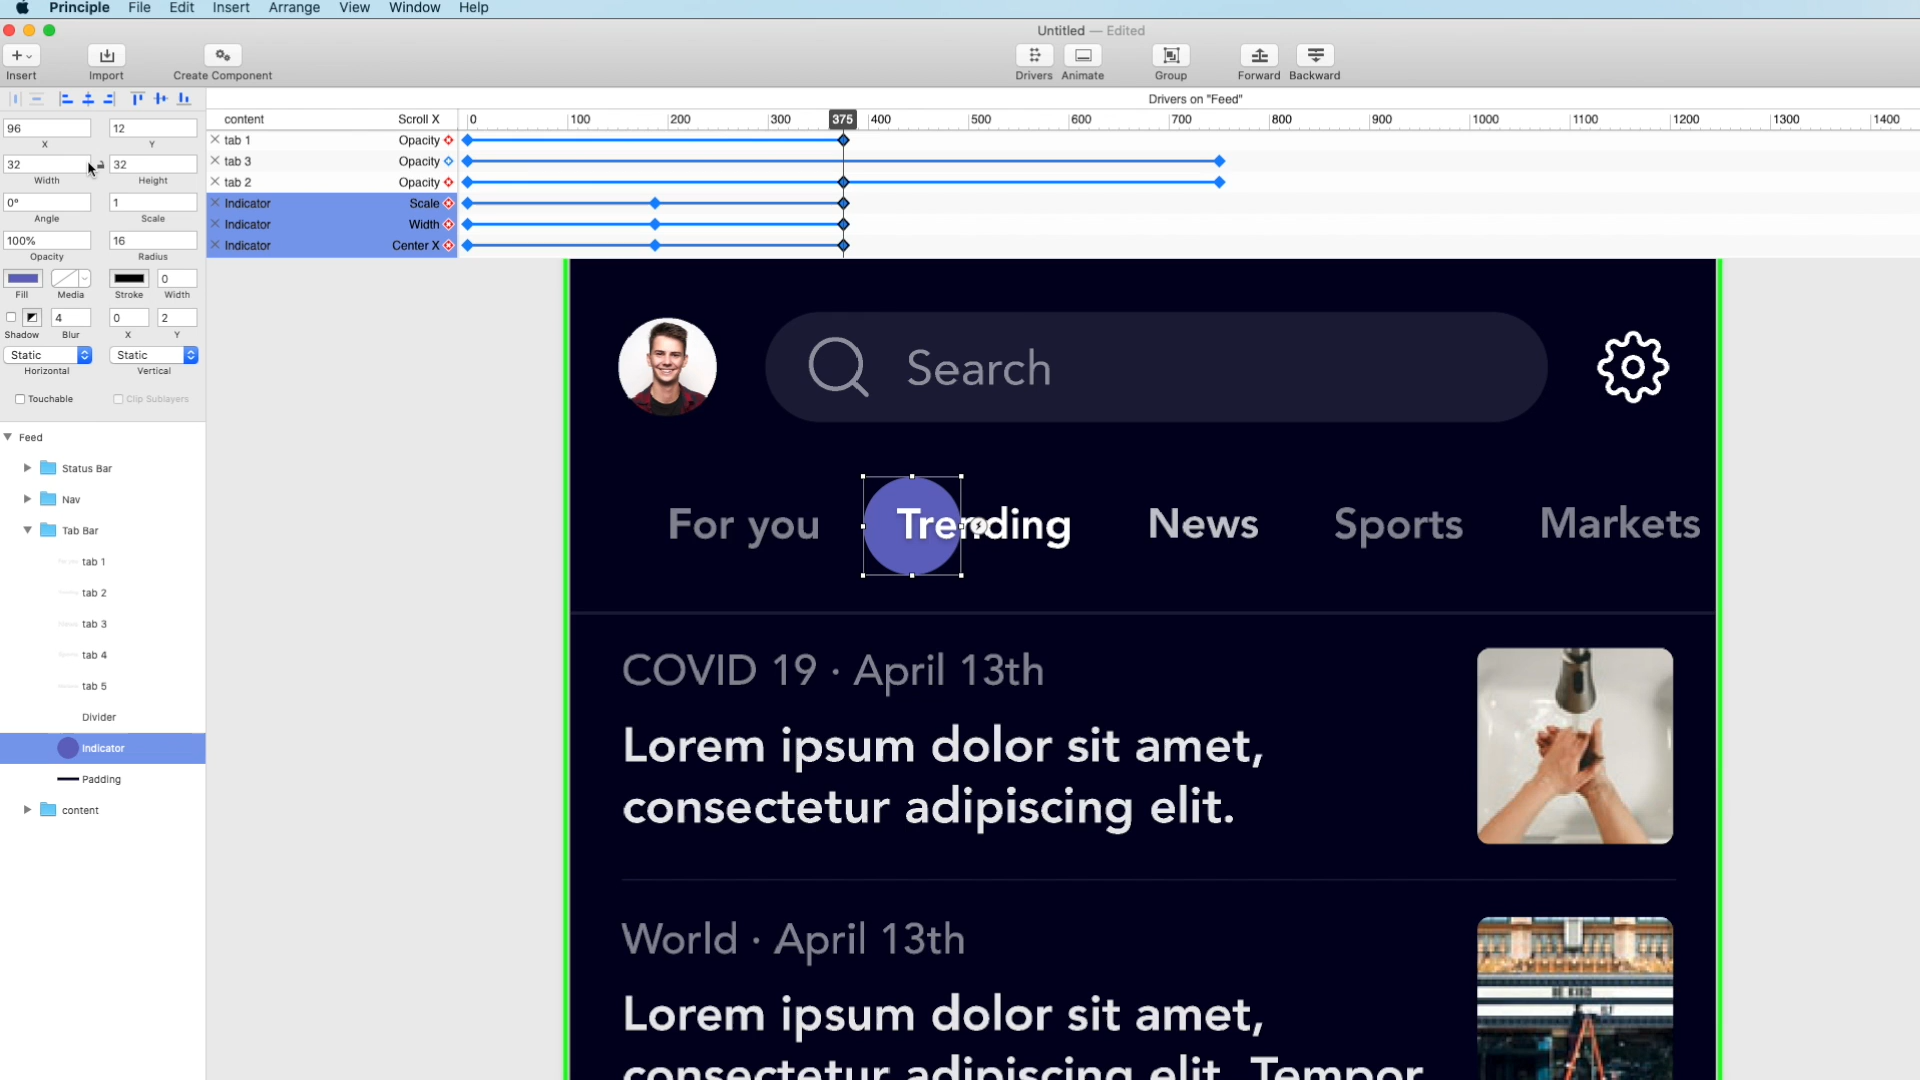 Principle File Edit Insert Arrange View Window Help
Untitled — Edited
Insert Import Create Component Drivers Animate Group Forward Backward
Drivers on "Feed"
content Scroll X 0 100 200 300 375 400 500 600 700 800 900 1000 1100 1200 1300 1400
96 12
X Y
32 32
Width Height
0° 1
Angle Scale
100% 16
Opacity Radius
0
Fill Media Stroke Width
4 0 2
Shadow Blur X Y
Static Static
Horizontal Vertical
Touchable Clip Sublayers
tab 1 Opacity
tab 3 Opacity
tab 2 Opacity
Indicator Scale
Indicator Width
Indicator Center X
Feed
Status Bar
Nav
Tab Bar
tab 1
tab 2
tab 3
tab 4
tab 5
Divider
Indicator
Padding
content
Search
For you Trending News Sports Markets
COVID 19 · April 13th
Lorem ipsum dolor sit amet,
consectetur adipiscing elit.
World · April 13th
Lorem ipsum dolor sit amet,
consectetur adipiscing elit. Tempor